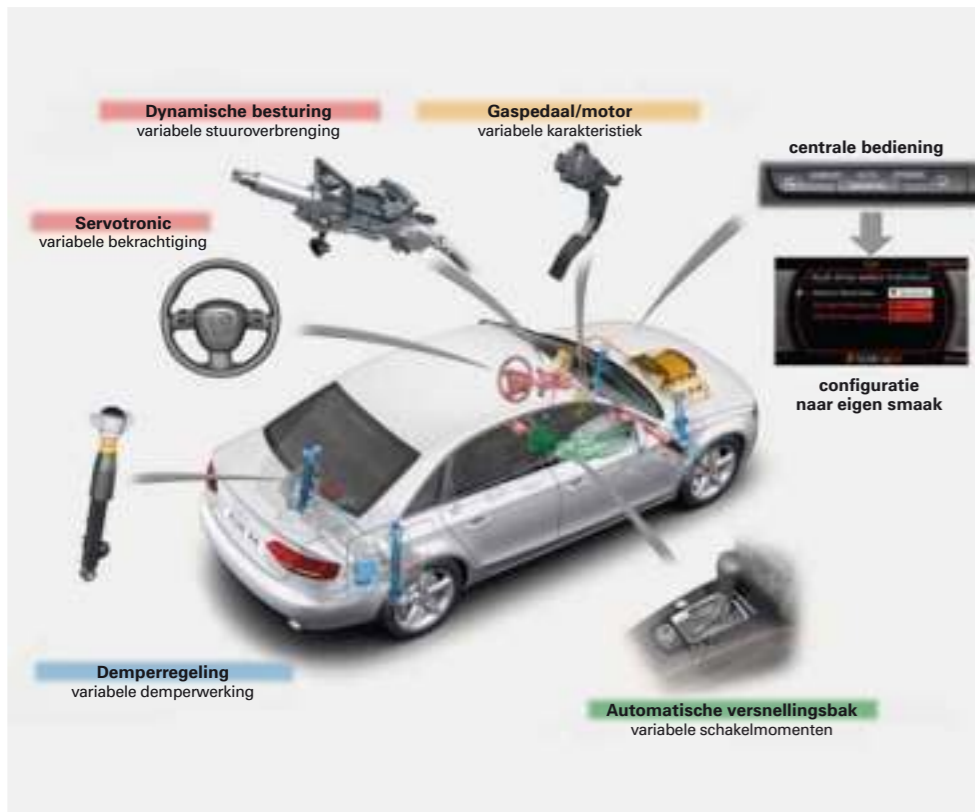 Dynamische besturing
variabele stuuroverbrenging
Gaspedaal/motor
variabele karakteristiek
centrale bediening
Servotronic
variabele bekrachtiging
configuratie
naar eigen smaak
Demperregeling
variabele demperwerking
Automatische versnellingsbak
variabele schakelmomenten